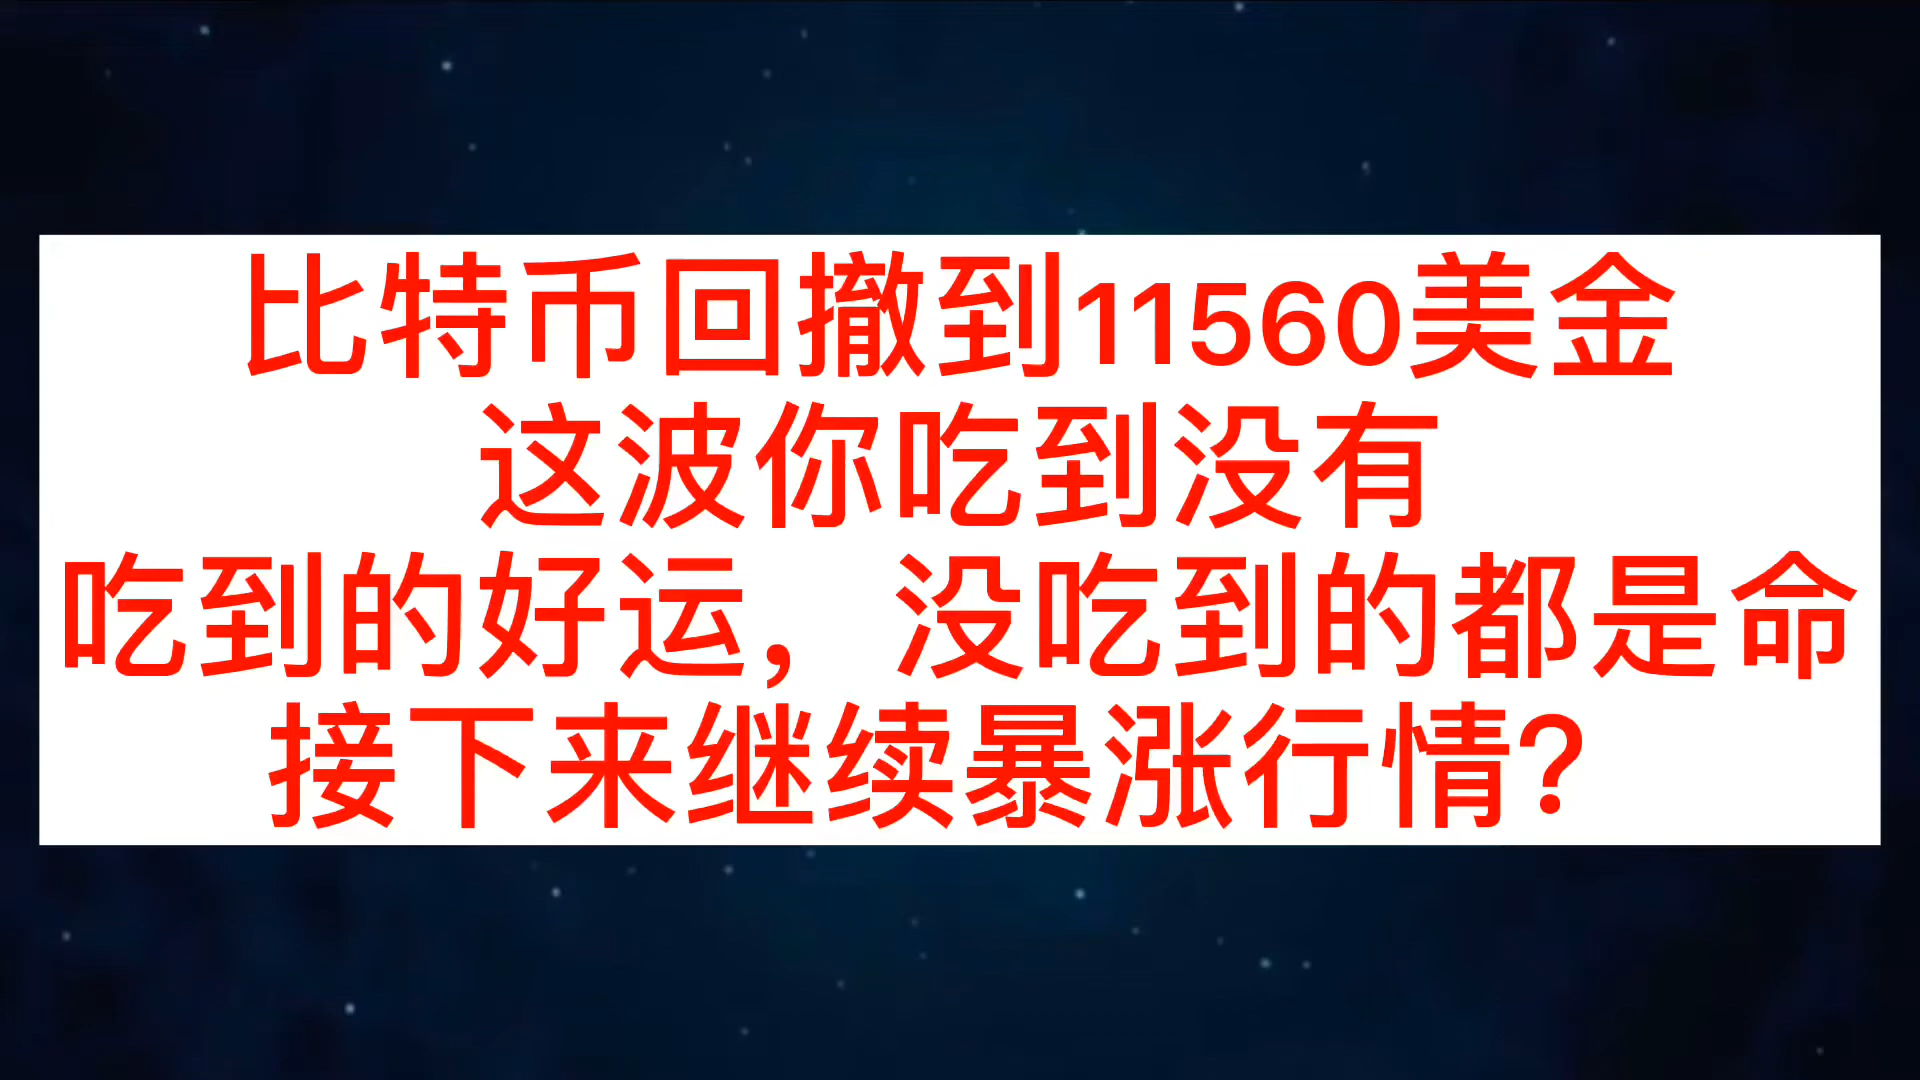 比特币回撤到11560美金
这波你吃到没有
吃到的好运，没吃到的都是命
接下来继续暴涨行情？